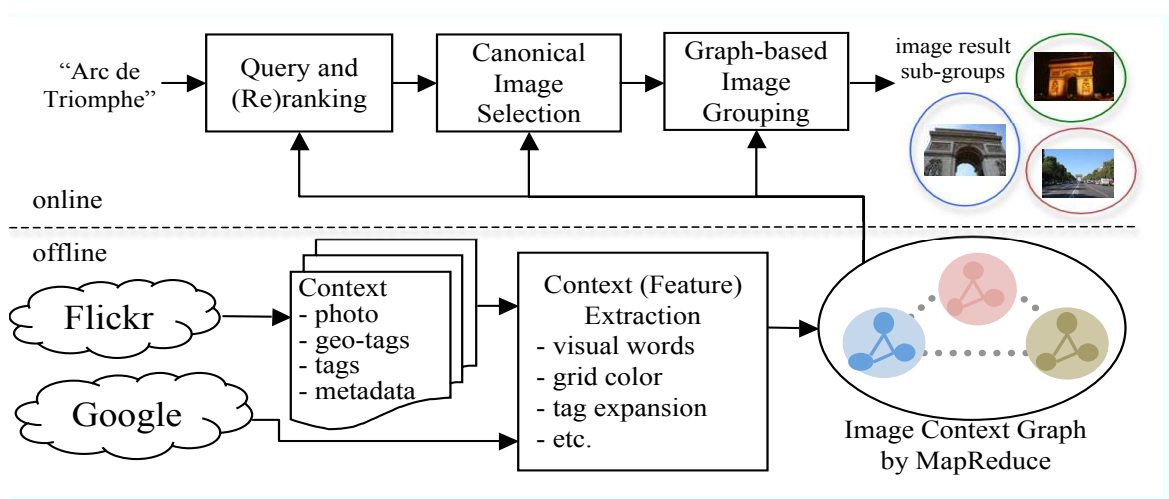 “Arc de
Triomphe”
Query and
(Re)ranking
Canonical
Image
Selection
Graph-based
Image
Grouping
image result
sub-groups
online
offline
Flickr
Google
Context
- photo
- geo-tags
- tags
- metadata
Context (Feature)
Extraction
- visual words
- grid color
- tag expansion
- etc.
Image Context Graph
by MapReduce